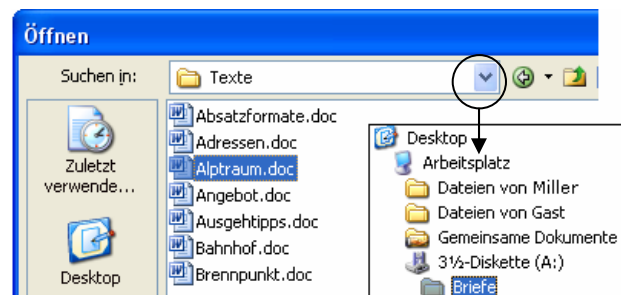 Öffnen
Suchen in:
Texte
Zuletzt
verwende...
Desktop
Absatzformate.doc
Adressen.doc
Alptraum.doc
Angebot.doc
Ausgehtipps.doc
Bahnhof.doc
Brennpunkt.doc
Desktop
Arbeitsplatz
Dateien von Miller
Dateien von Gast
Gemeinsame Dokumente
3½-Diskette (A:)
Briefe